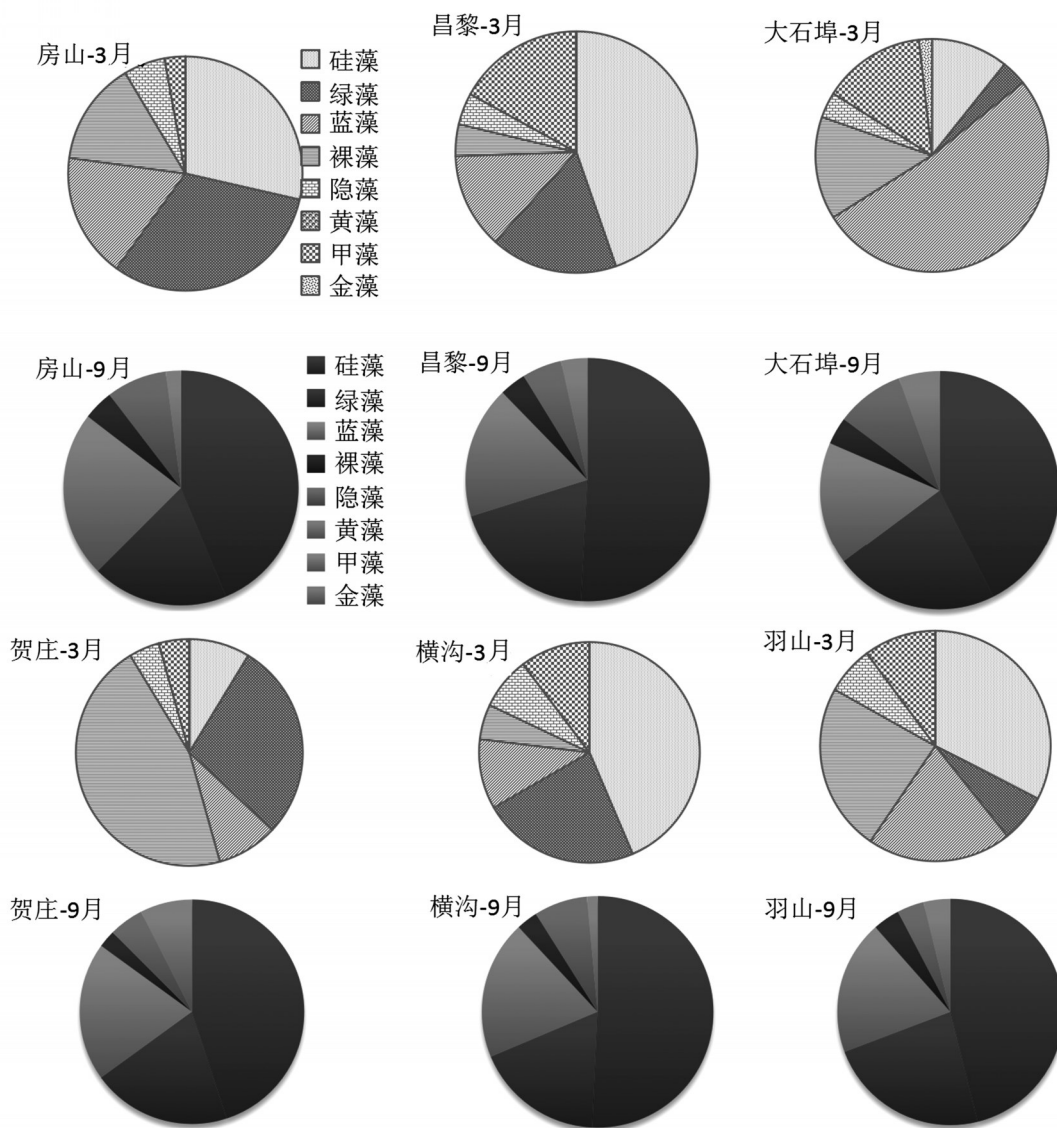 房山-3月
昌黎-3月
大石埠-3月
硅藻
绿藻
蓝藻
裸藻
隐藻
黄藻
甲藻
金藻
房山-9月
昌黎-9月
大石埠-9月
硅藻
绿藻
蓝藻
裸藻
隐藻
黄藻
甲藻
金藻
贺庄-3月
横沟-3月
羽山-3月
贺庄-9月
横沟-9月
羽山-9月